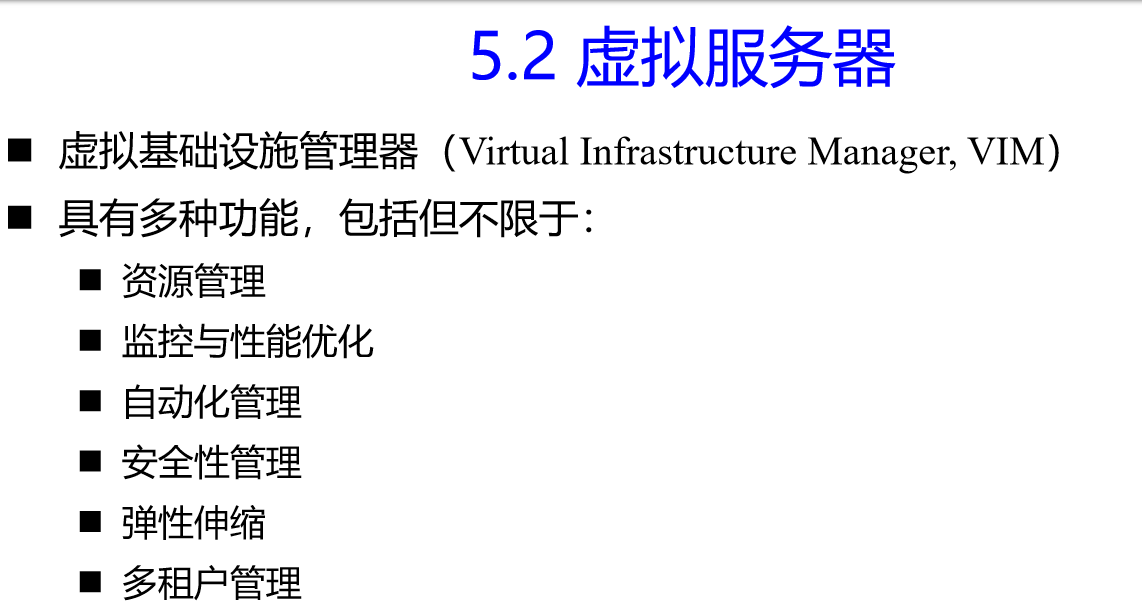 5.2 虚拟服务器
■ 虚拟基础设施管理器（Virtual Infrastructure Manager, VIM）
■ 具有多种功能，包括但不限于：
■ 资源管理
■ 监控与性能优化
■ 自动化管理
■ 安全性管理
■ 弹性伸缩
■ 多租户管理